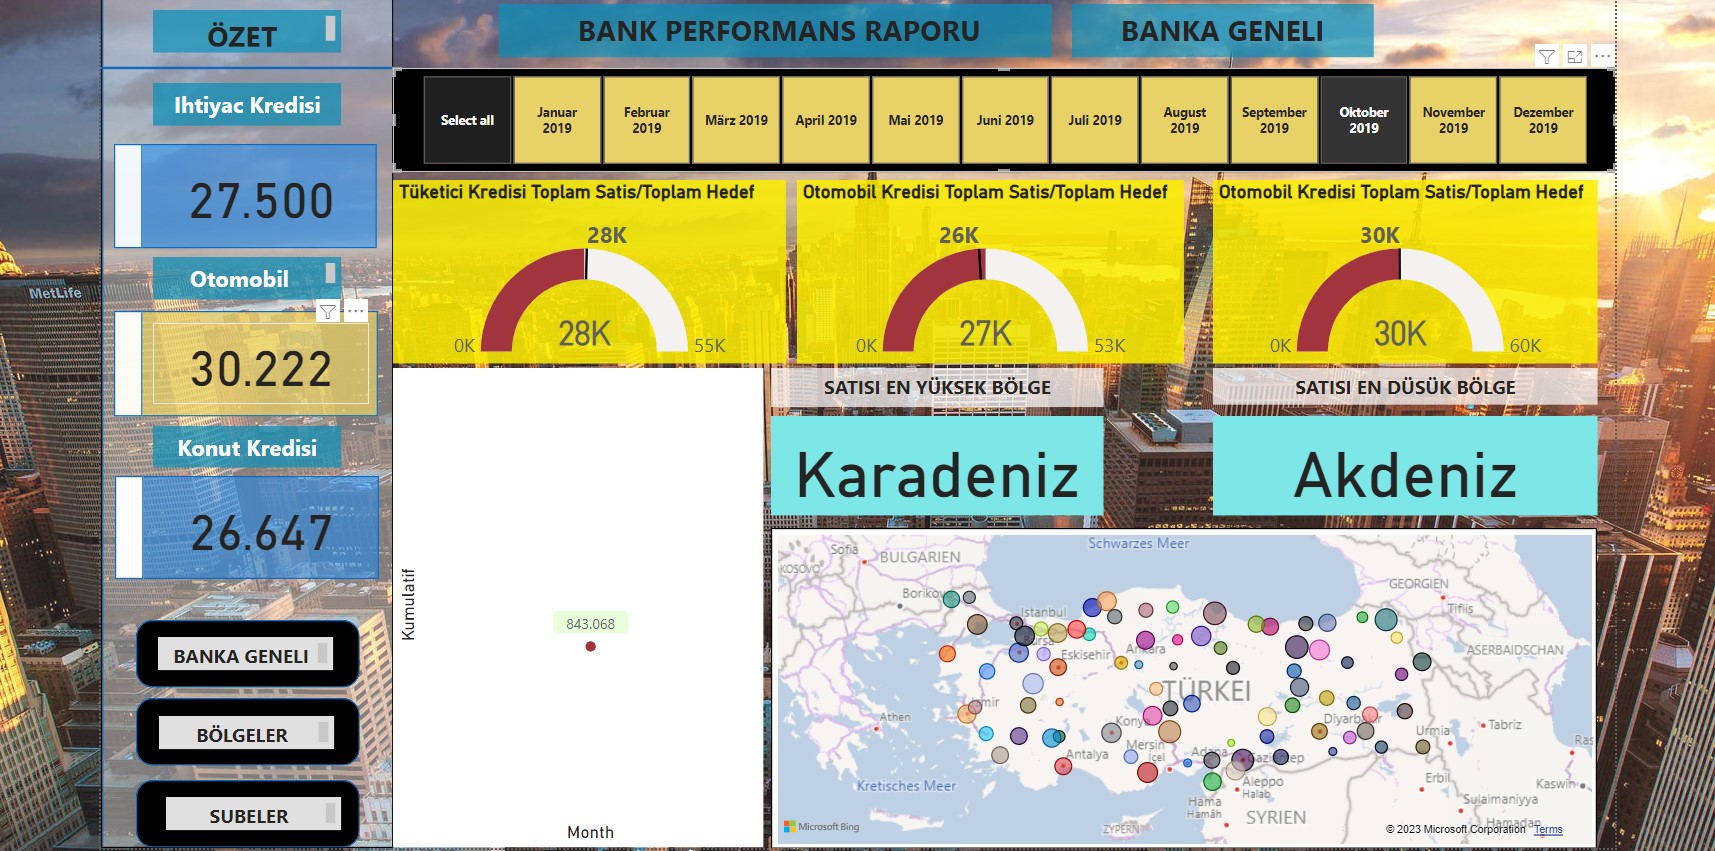 ÖZET
BANK PERFORMANS RAPORU
BANKA GENELİ
Ihtiyac Kredisi
27.500
Otomobil
30.222
Konut Kredisi
26.647
BANKA GENELİ
BÖLGELER
SUBELER
MetLife
Select all
Januar
2019
Februar
2019
März 2019
April 2019
Mai 2019
Juni 2019
Juli 2019
August
2019
September
2019
Oktober
2019
November
2019
Dezember
2019
Tüketici Kredisi Toplam Satis/Toplam Hedef
28K
0K
28K
55K
Otomobil Kredisi Toplam Satis/Toplam Hedef
26K
0K
27K
53K
Otomobil Kredisi Toplam Satis/Toplam Hedef
30K
0K
30K
60K
Kumulatif
843.068
Month
SATISI EN YÜKSEK BÖLGE
Karadeniz
SATISI EN DÜSÜK BÖLGE
Akdeniz
Schwarzes Meer
Sofia
BULGARIEN
KOSOVO
GEORGIEN
Tiflis
Istanbul
Bursa
Eskisehir
Ankara
ASERBAIDSCHAN
TÜRKEI
Izmir
Athen
Konya
Diyarbakir
Tabriz
Urmia
Antalya
Mersin
Icel
Adana
Gaziantep
Kretisches Meer
Aleppo
Halab
Erbil
Kaschwin
Hama
Hamāh
Sulaimaniyya
SYRIEN
ZYPERN
Hamadan
Microsoft Bing
© 2023 Microsoft Corporation
Terms